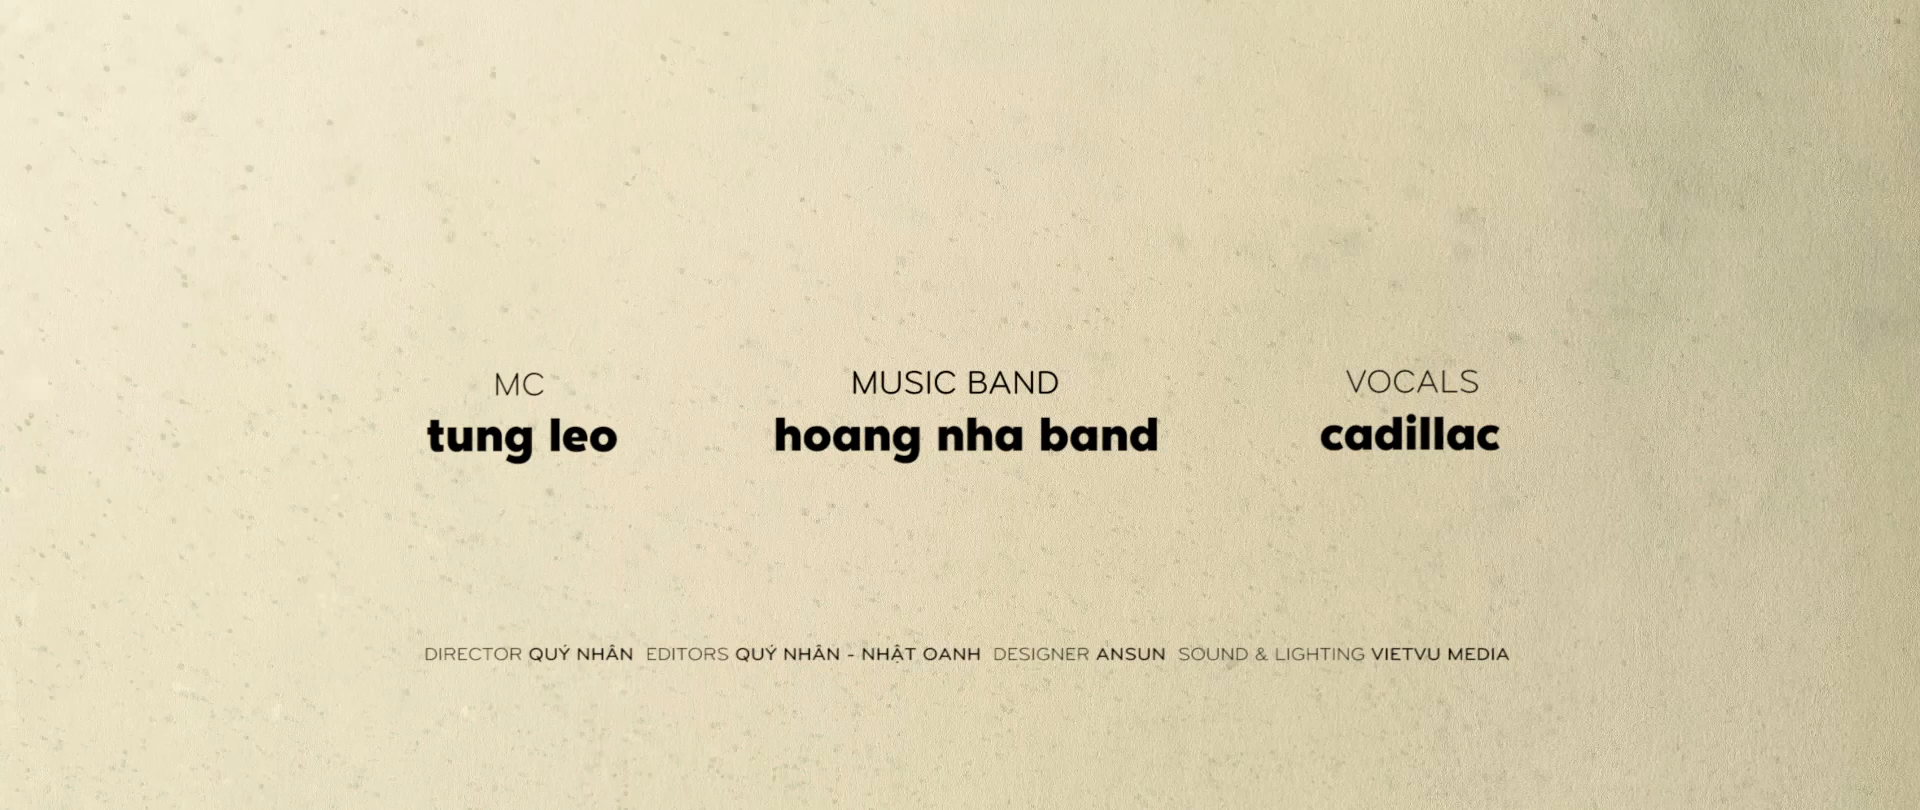 MC
tung leo
MUSIC BAND
hoang nha band
VOCALS
cadillac
DIRECTOR QUÝ NHÂN EDITORS QUÝ NHÂN - NHẬT OANH DESIGNER ANSUN SOUND & LIGHTING VIETVU MEDIA